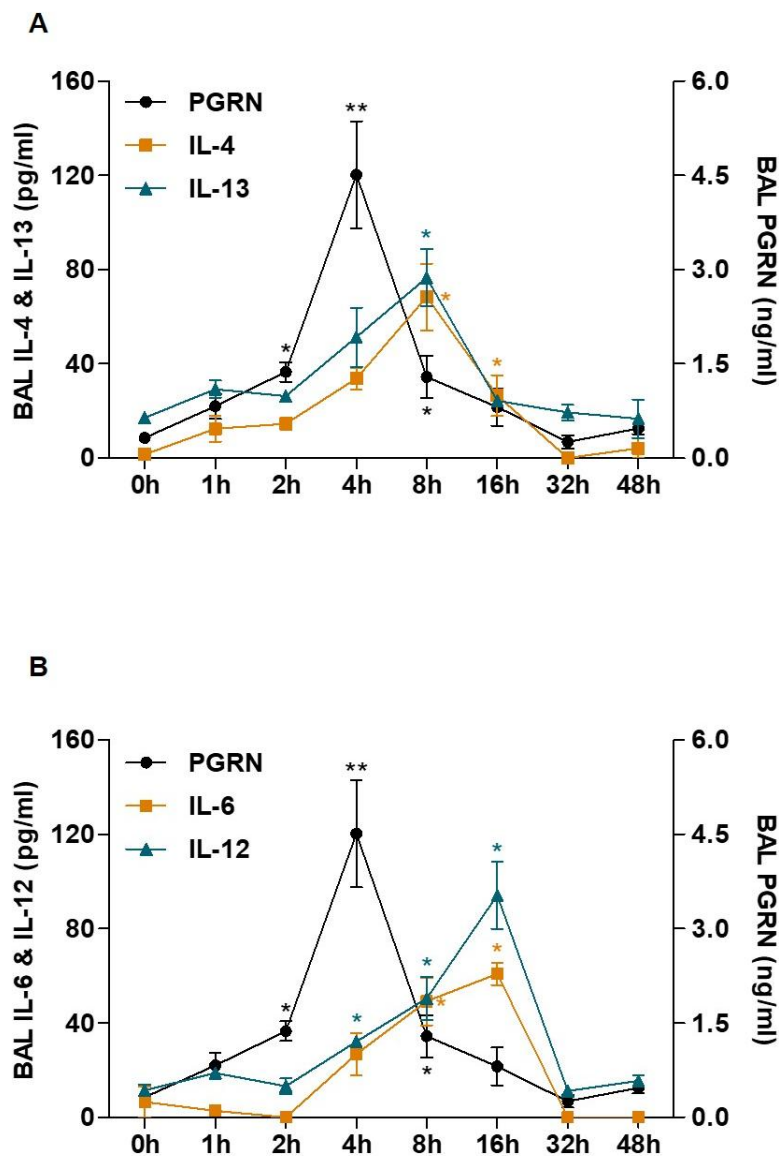 A
BAL IL-4 & IL-13 (pg/ml)
160
120
80
40
0
PGRN
IL-4
IL-13
**
*
*
*
*
*
6.0
4.5
3.0
1.5
0.0
BAL PGRN (ng/ml)
0h 1h 2h 4h 8h 16h 32h 48h
B
BAL IL-6 & IL-12 (pg/ml)
160
120
80
40
0
PGRN
IL-6
IL-12
**
*
*
*
*
*
*
*
6.0
4.5
3.0
1.5
0.0
BAL PGRN (ng/ml)
0h 1h 2h 4h 8h 16h 32h 48h